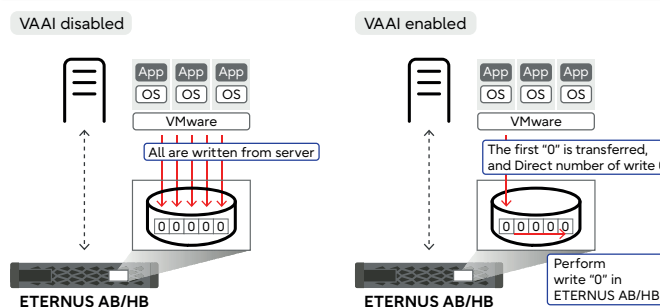 VAAI disabled
App App App
OS OS OS
VMware
All are written from server
0 0 0 0 0
ETERNUS AB/HB
VAAI enabled
App App App
OS OS OS
VMware
The first “0” is transferred,
and Direct number of write
0 0 0 0 0
Perform
write “0” in
ETERNUS AB/HB
ETERNUS AB/HB